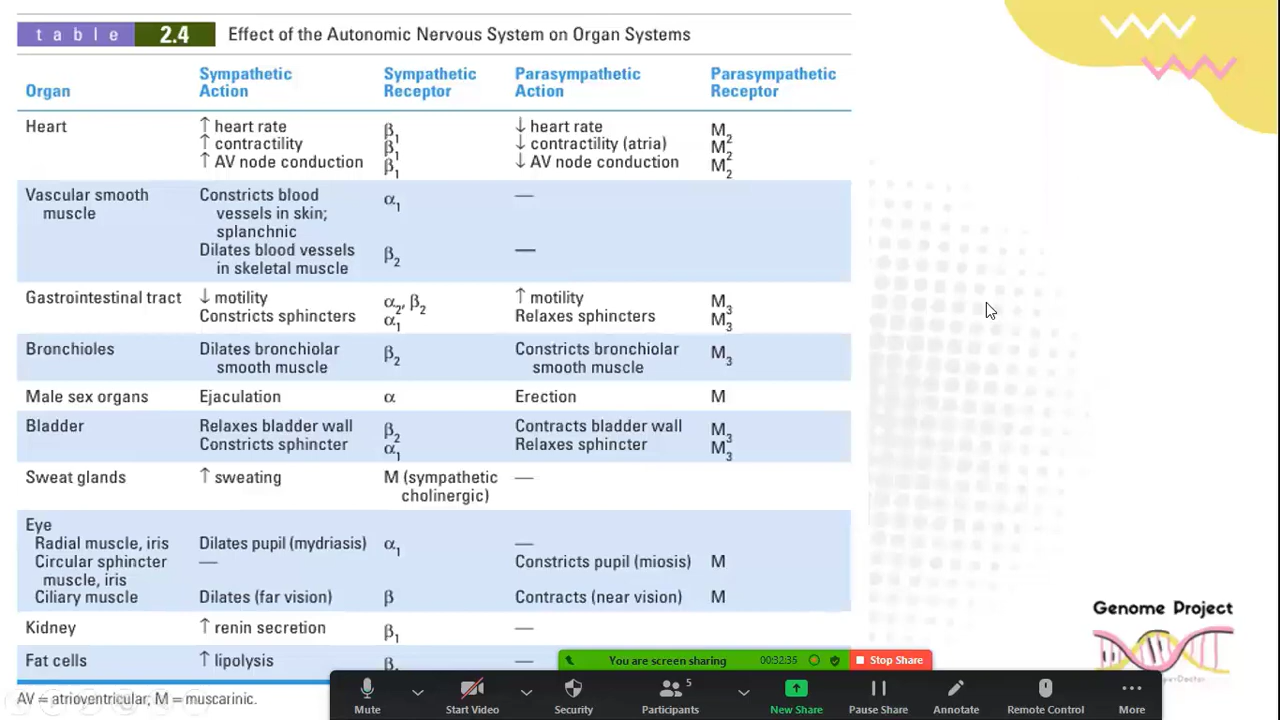 table 2.4 Effect of the Autonomic Nervous System on Organ Systems
Organ Sympathetic Action Sympathetic Receptor Parasympathetic Action Parasympathetic Receptor
Heart ↑ heart rate β1 ↓ heart rate M2
↑ contractility β1 ↓ contractility (atria) M2
↑ AV node conduction β1 ↓ AV node conduction M2
Vascular smooth Constricts blood α1 —
muscle vessels in skin;
splanchnic
Dilates blood vessels β2 —
in skeletal muscle
Gastrointestinal tract ↓ motility α2, β2 ↑ motility M3
Constricts sphincters α1 Relaxes sphincters M3
Bronchioles Dilates bronchiolar β2 Constricts bronchiolar M3
smooth muscle smooth muscle
Male sex organs Ejaculation α Erection M
Bladder Relaxes bladder wall β2 Contracts bladder wall M3
Constricts sphincter α1 Relaxes sphincter M3
Sweat glands ↑ sweating M (sympathetic —
cholinergic)
Eye
Radial muscle, iris Dilates pupil (mydriasis) α1 —
Circular sphincter — Constricts pupil (miosis) M
muscle, iris
Ciliary muscle Dilates (far vision) β Contracts (near vision) M
Kidney ↑ renin secretion β1 —
Fat cells ↑ lipolysis β —
AV = atrioventricular, M = muscarinic.
Genome Project
You are screen sharing 00:32:35 Stop Share
5
Mute Start Video Security Participants New Share Pause Share Annotate Remote Control More